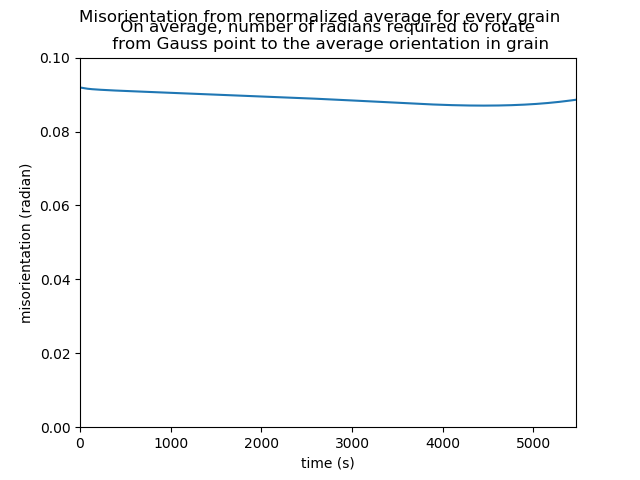 Misorientation from renormalized average for every grain
On average, number of radians required to rotate
from Gauss point to the average orientation in grain
0.10
0.08
0.06
0.04
0.02
0.00
misorientation (radian)
0 1000 2000 3000 4000 5000
time (s)